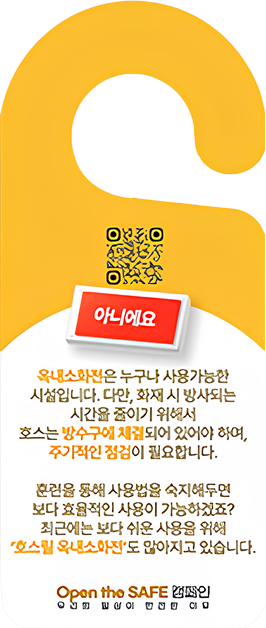 아니에요
옥내소화전은 누구나 사용가능한
시설입니다. 다만, 화재 시 방사되는
시간을 줄이기 위해서
호스는 방수구에 체결되어 있어야 하며,
주기적인 점검이 필요합니다.
훈련을 통해 사용법을 숙지해두면
보다 효율적인 사용이 가능하겠죠?
최근에는 보다 쉬운 사용을 위해
'호스릴 옥내소화전'도 많아지고 있습니다.
Open the SAFE 캠페인